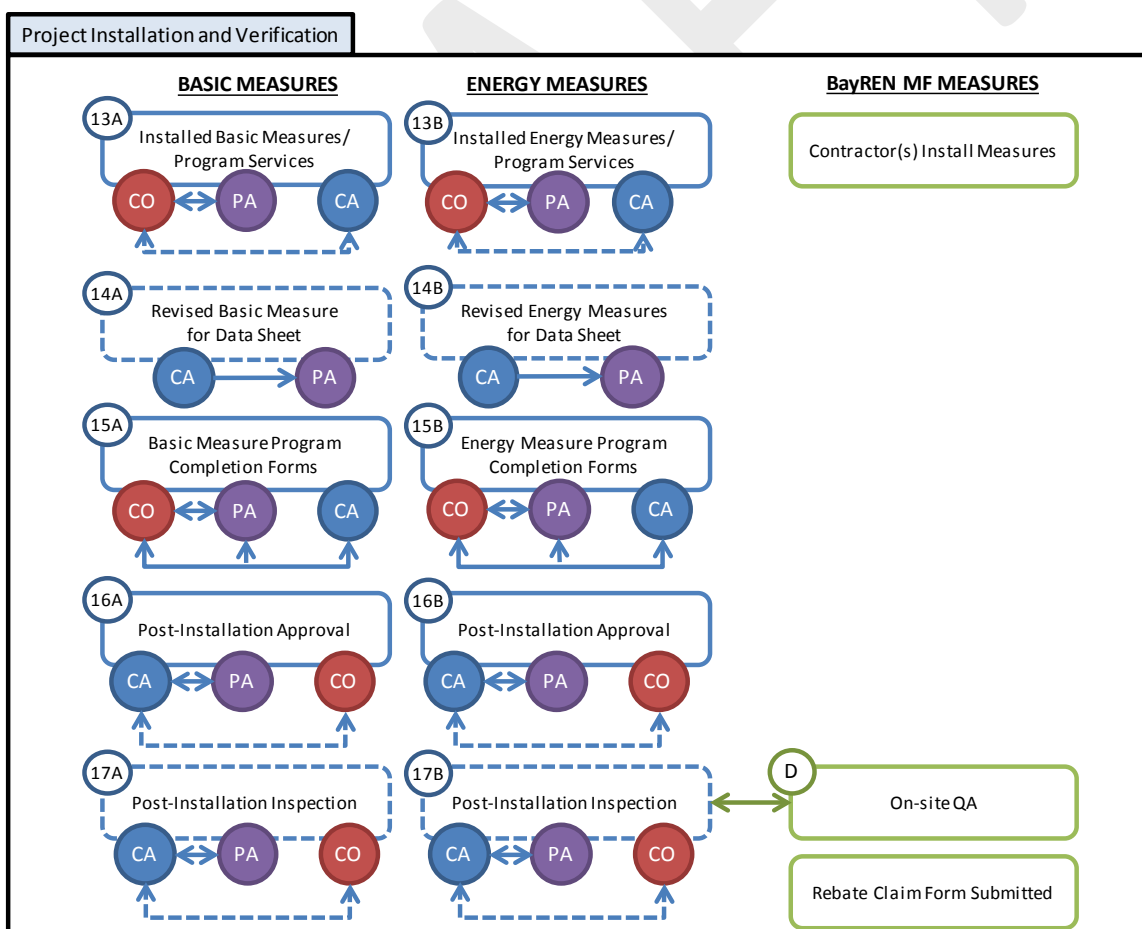 Project Installation and Verification
BASIC MEASURES
ENERGY MEASURES
BayREN MF MEASURES
13A
Installed Basic Measures/
Program Services
CO
PA
CA
13B
Installed Energy Measures/
Program Services
CO
PA
CA
Contractor(s) Install Measures
14A
Revised Basic Measure
for Data Sheet
CA
PA
14B
Revised Energy Measures
for Data Sheet
CA
PA
15A
Basic Measure Program
Completion Forms
CO
PA
CA
15B
Energy Measure Program
Completion Forms
CO
PA
CA
16A
Post-Installation Approval
CA
PA
CO
16B
Post-Installation Approval
CA
PA
CO
17A
Post-Installation Inspection
CA
PA
CO
17B
Post-Installation Inspection
CA
PA
CO
D
On-site QA
Rebate Claim Form Submitted